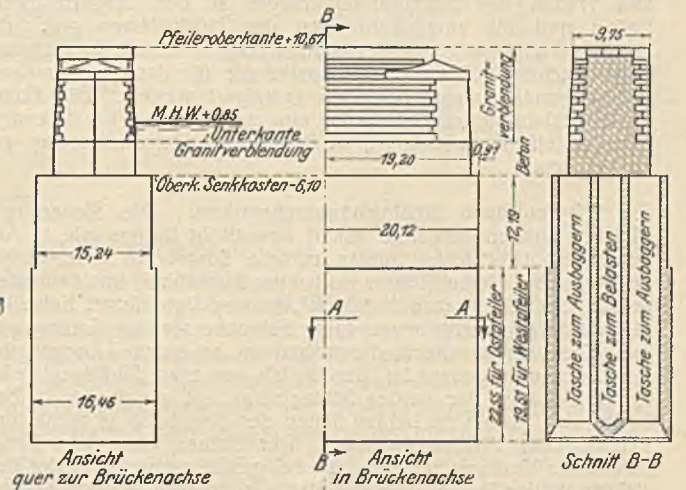 B
9,75
Pfeileroberkante +10,67
M.H.W. +0,85
Unterkante
Granitverblendung
Granit-
verblendung
19,20
0,91
Beton
Oberk. Senkkasten -6,10
12,19
15,24
20,12
A
A
22,55 für Ostpfeiler
19,51 für Westpfeiler
16,46
Tasche zum Ausbaggern
Tasche zum Belasten
Tasche zum Ausbaggern
B
Ansicht
quer zur Brückenachse
Ansicht
in Brückenachse
Schnitt B-B